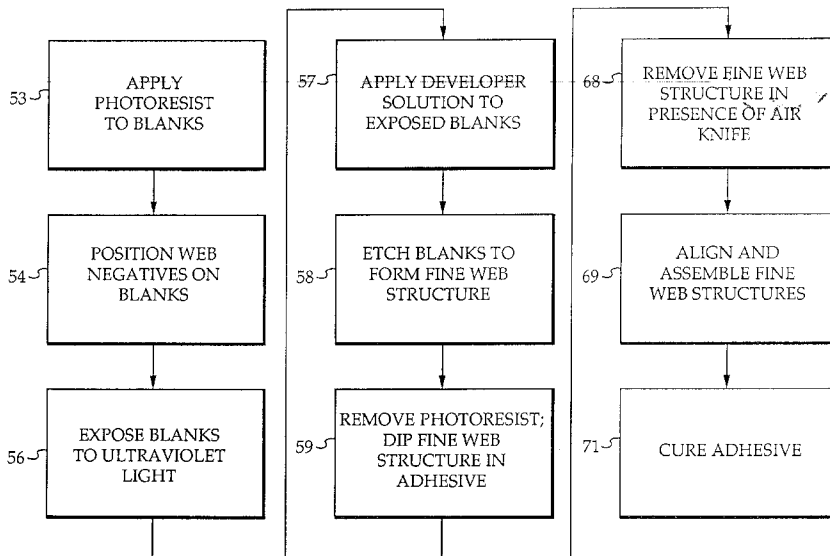 53
APPLY
PHOTORESIST
TO BLANKS
54
POSITION WEB
NEGATIVES ON
BLANKS
56
EXPOSE BLANKS
TO ULTRAVIOLET
LIGHT
57
APPLY DEVELOPER
SOLUTION TO
EXPOSED BLANKS
58
ETCH BLANKS TO
FORM FINE WEB
STRUCTURE
59
REMOVE PHOTORESIST;
DIP FINE WEB
STRUCTURE IN
ADHESIVE
68
REMOVE FINE WEB
STRUCTURE IN
PRESENCE OF AIR
KNIFE
69
ALIGN AND
ASSEMBLE FINE
WEB STRUCTURES
71
CURE ADHESIVE